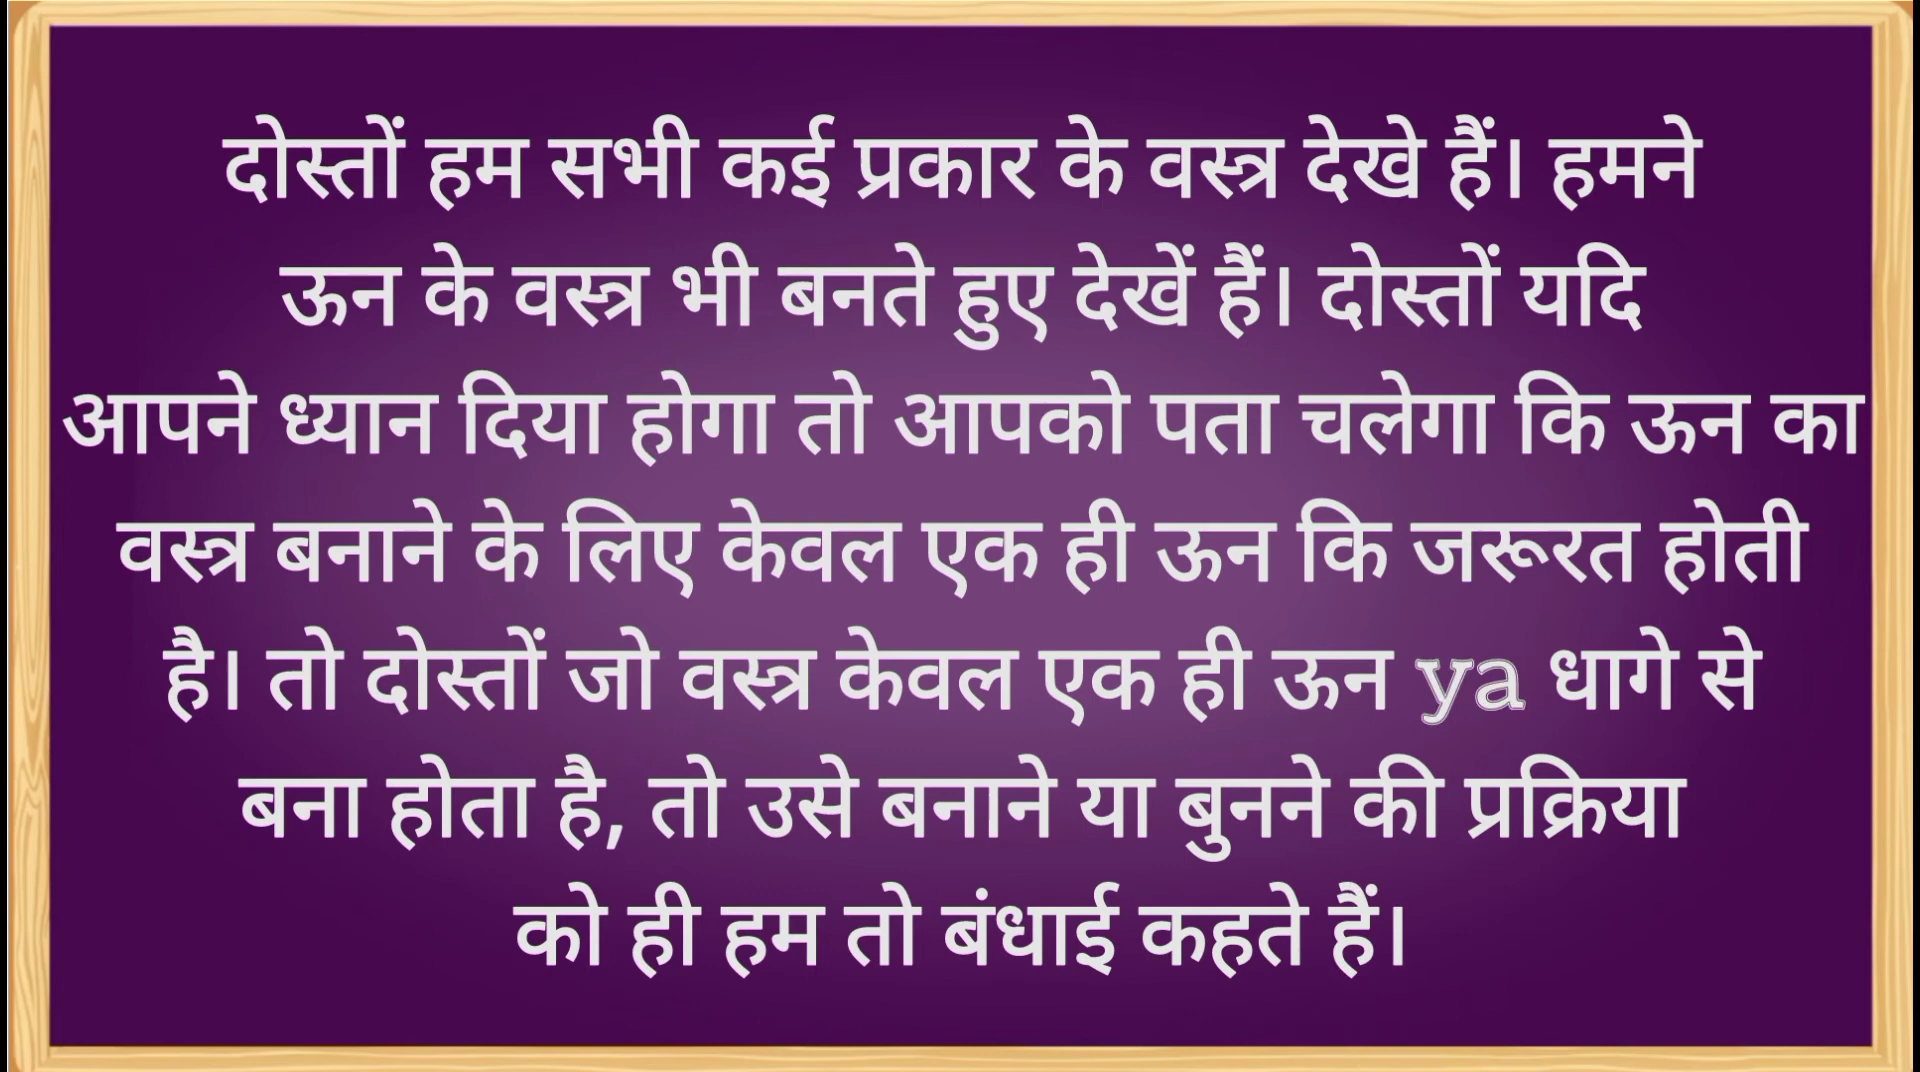 दोस्तों हम सभी कई प्रकार के वस्त्र देखे हैं। हमने
ऊन के वस्त्र भी बनते हुए देखें हैं। दोस्तों यदि
आपने ध्यान दिया होगा तो आपको पता चलेगा कि ऊन का
वस्त्र बनाने के लिए केवल एक ही ऊन कि जरूरत होती
है। तो दोस्तों जो वस्त्र केवल एक ही ऊन ya धागे से
बना होता है, तो उसे बनाने या बुनने की प्रक्रिया
को ही हम तो बंधाई कहते हैं।